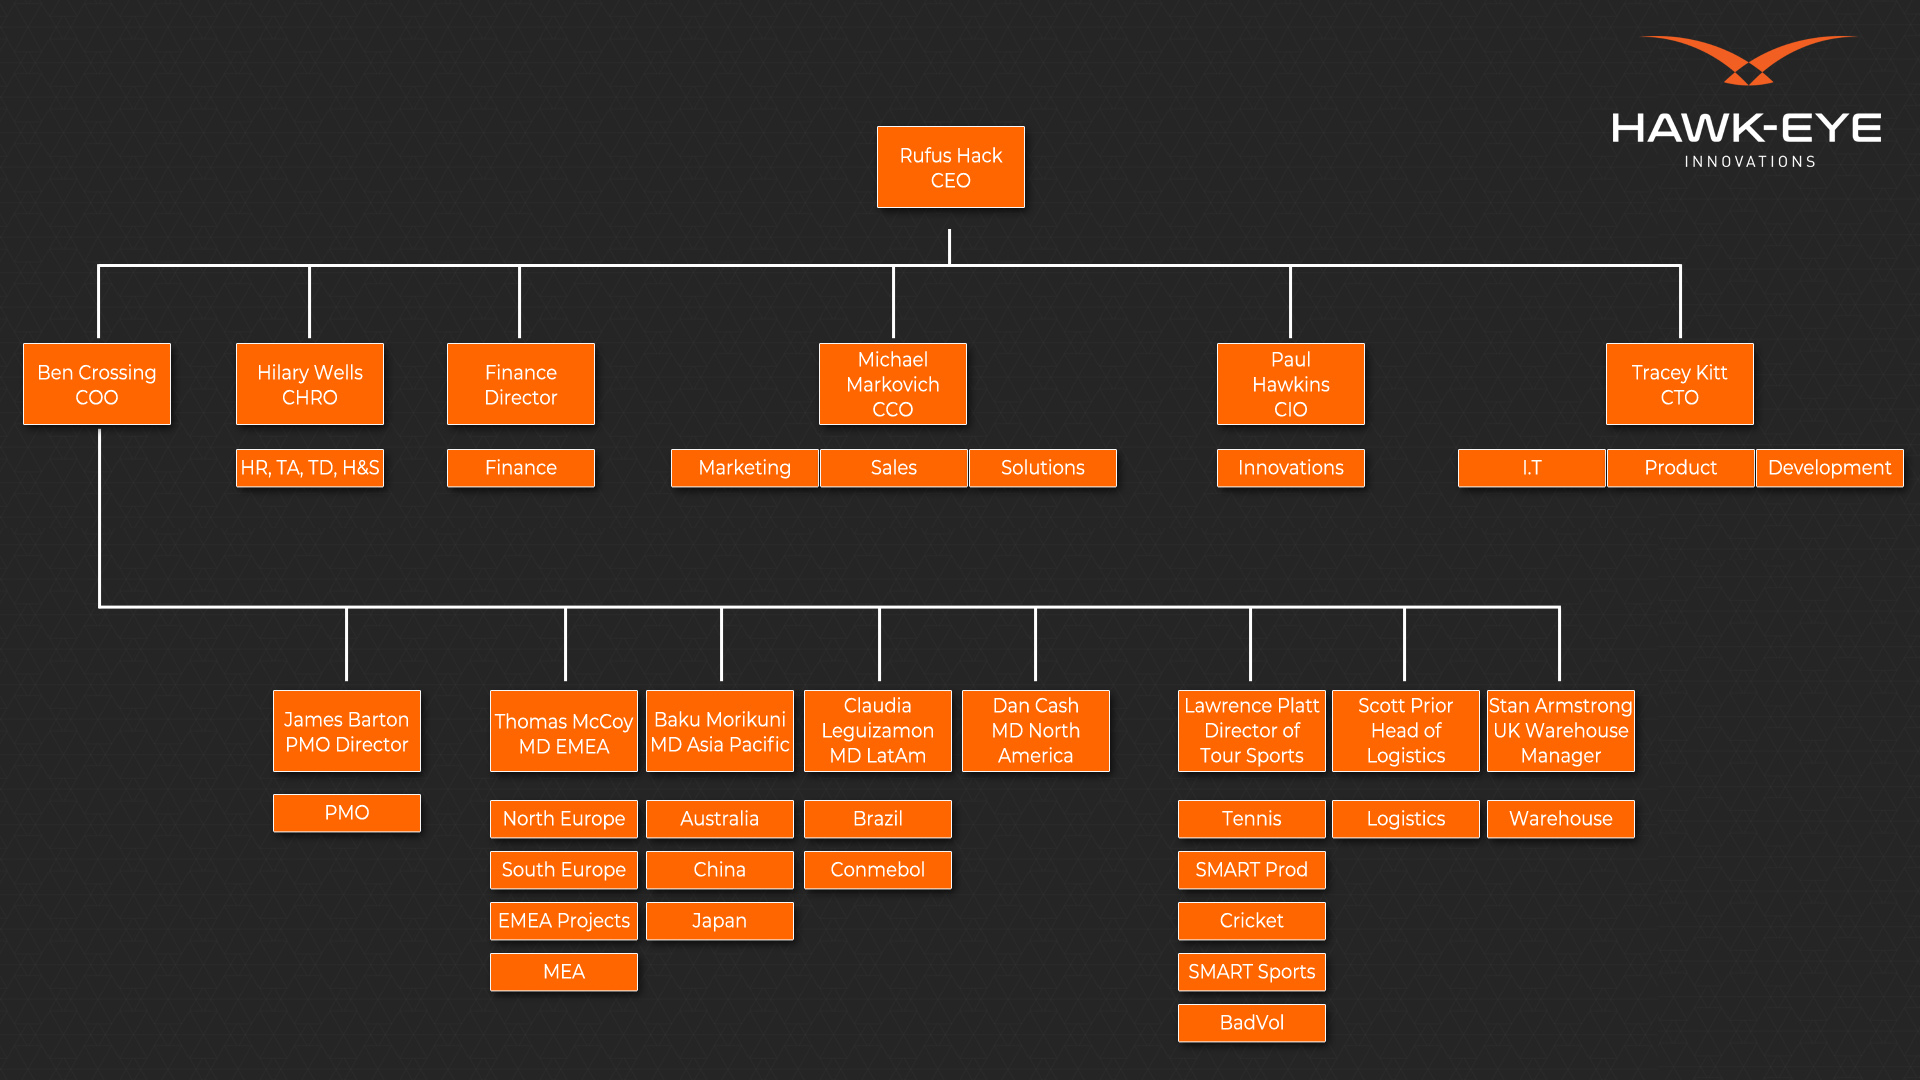 HAWK-EYE
INNOVATIONS
Rufus Hack
CEO
Ben Crossing
COO
Hilary Wells
CHRO
HR, TA, TD, H&S
Finance
Director
Finance
Michael
Markovich
CCO
Marketing
Sales
Solutions
Paul
Hawkins
CIO
Innovations
Tracey Kitt
CTO
I.T
Product
Development
James Barton
PMO Director
PMO
Thomas McCoy
MD EMEA
North Europe
South Europe
EMEA Projects
MEA
Baku Morikuni
MD Asia Pacific
Australia
China
Japan
Claudia
Leguizamon
MD LatAm
Brazil
Conmebol
Dan Cash
MD North
America
Lawrence Platt
Director of
Tour Sports
Tennis
SMART Prod
Cricket
SMART Sports
BadVol
Scott Prior
Head of
Logistics
Logistics
Stan Armstrong
UK Warehouse
Manager
Warehouse